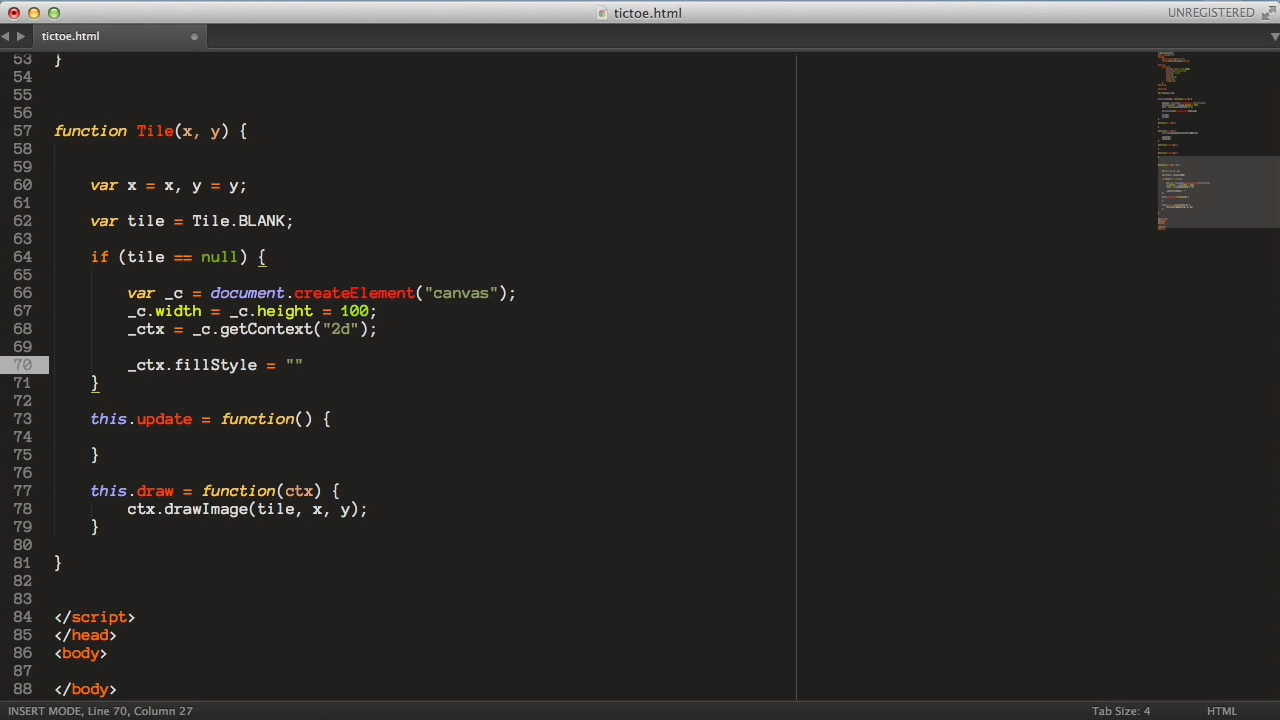 tictoe.html
UNREGISTERED
tictoe.html
53 }
54
55
56
57 function Tile(x, y) {
58
59
60 var x = x, y = y;
61
62 var tile = Tile.BLANK;
63
64 if (tile == null) {
65
66 var _c = document.createElement("canvas");
67 _c.width = _c.height = 100;
68 _ctx = _c.getContext("2d");
69
70 _ctx.fillStyle = ""
71 }
72
73 this.update = function() {
74
75 }
76
77 this.draw = function(ctx) {
78 ctx.drawImage(tile, x, y);
79 }
80
81 }
82
83
84 </script>
85 </head>
86 <body>
87
88 </body>
INSERT MODE, Line 70, Column 27
Tab Size: 4
HTML